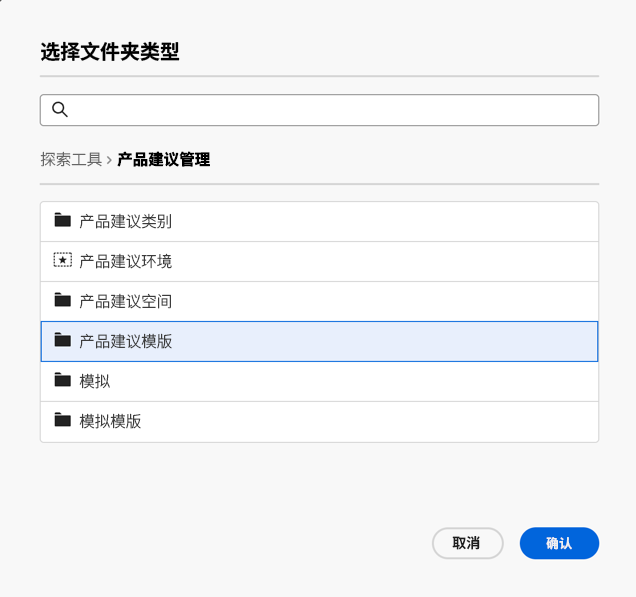 选择文件夹类型
探索工具 › 产品建议管理
产品建议类别
产品建议环境
产品建议空间
产品建议模版
模拟
模拟模版
取消
确认